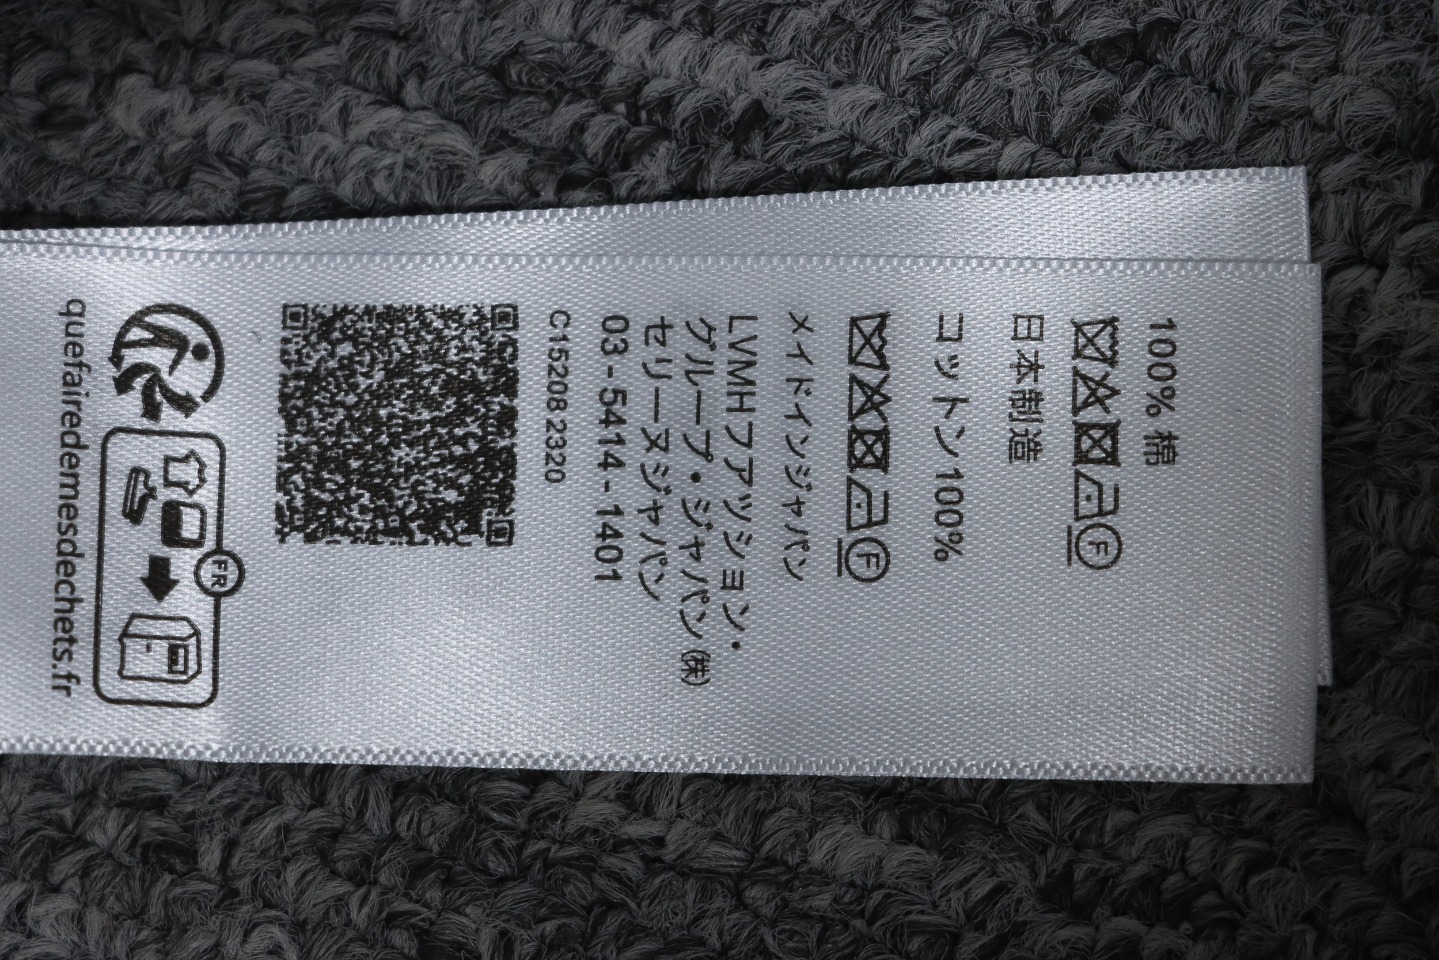 100% 棉
F
日本制造
コットン100%
F
メイドインジャパン
LVMHファッション・
グループ・ジャパン㈱
セリーヌジャパン
03-5414-1401
C15208 2320
FR
quefairedemesdechets.fr